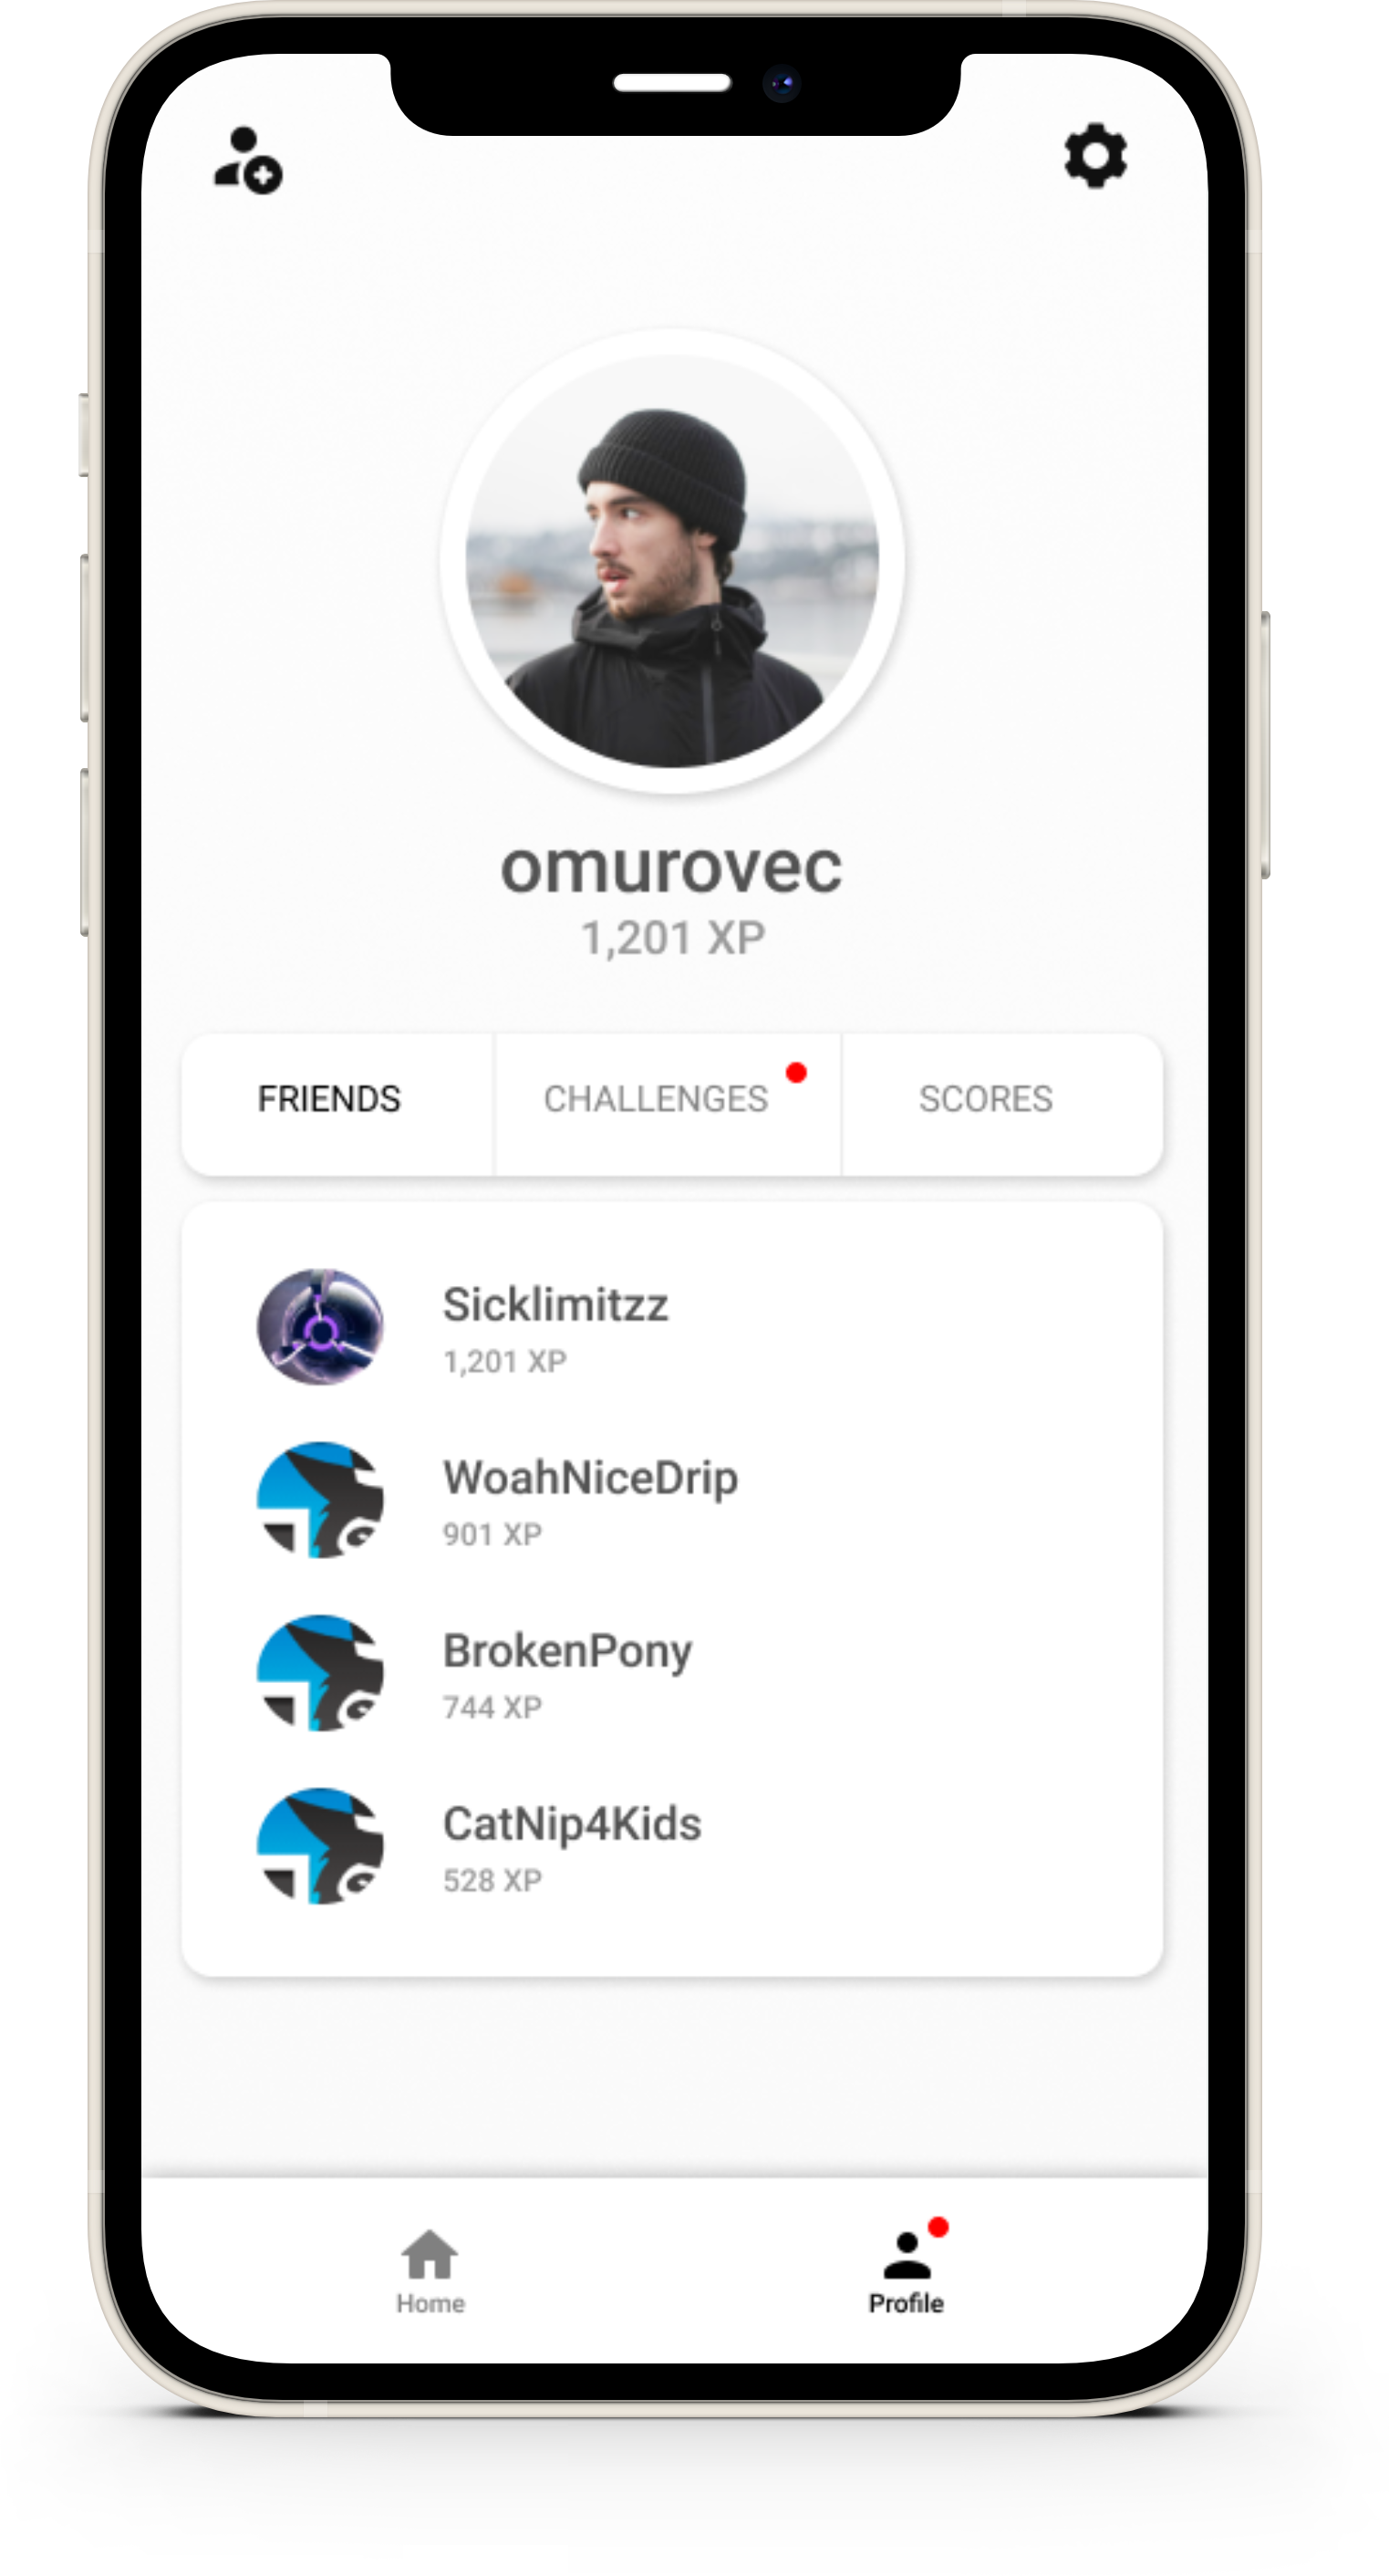 omurovec
1,201 XP
FRIENDS
CHALLENGES
SCORES
Sicklimitzz
1,201 XP
WoahNiceDrip
901 XP
BrokenPony
744 XP
CatNip4Kids
528 XP
Home
Profile